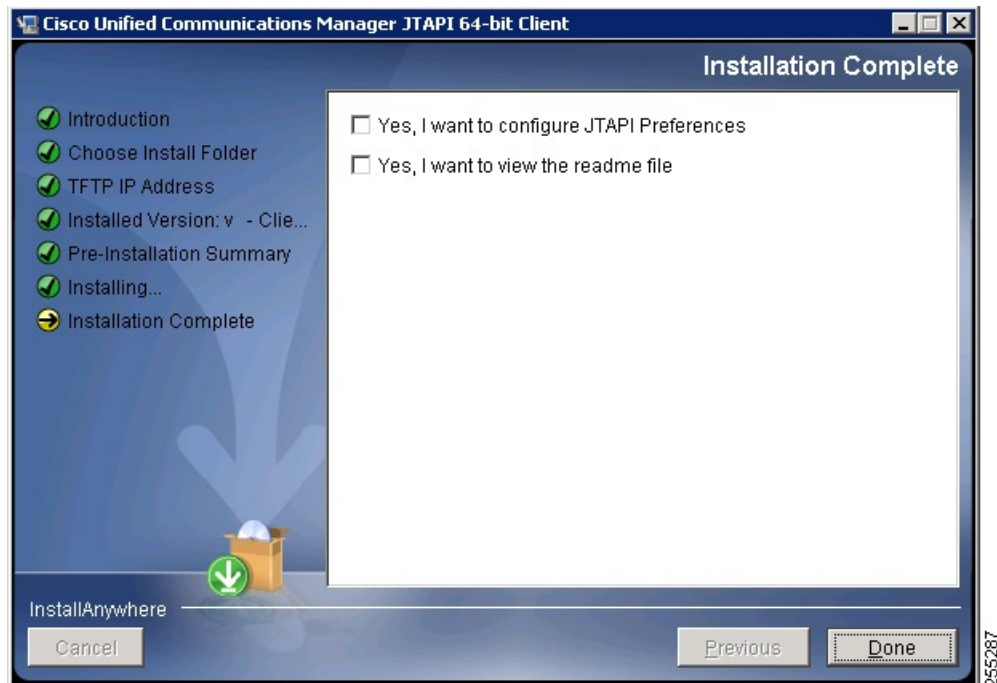 Cisco Unified Communications Manager JTAPI 64-bit Client
Installation Complete
Introduction
Choose Install Folder
TFTP IP Address
Installed Version: v - Clie...
Pre-Installation Summary
Installing...
Installation Complete
Yes, I want to configure JTAPI Preferences
Yes, I want to view the readme file
InstallAnywhere
Cancel
Previous
Done
255287